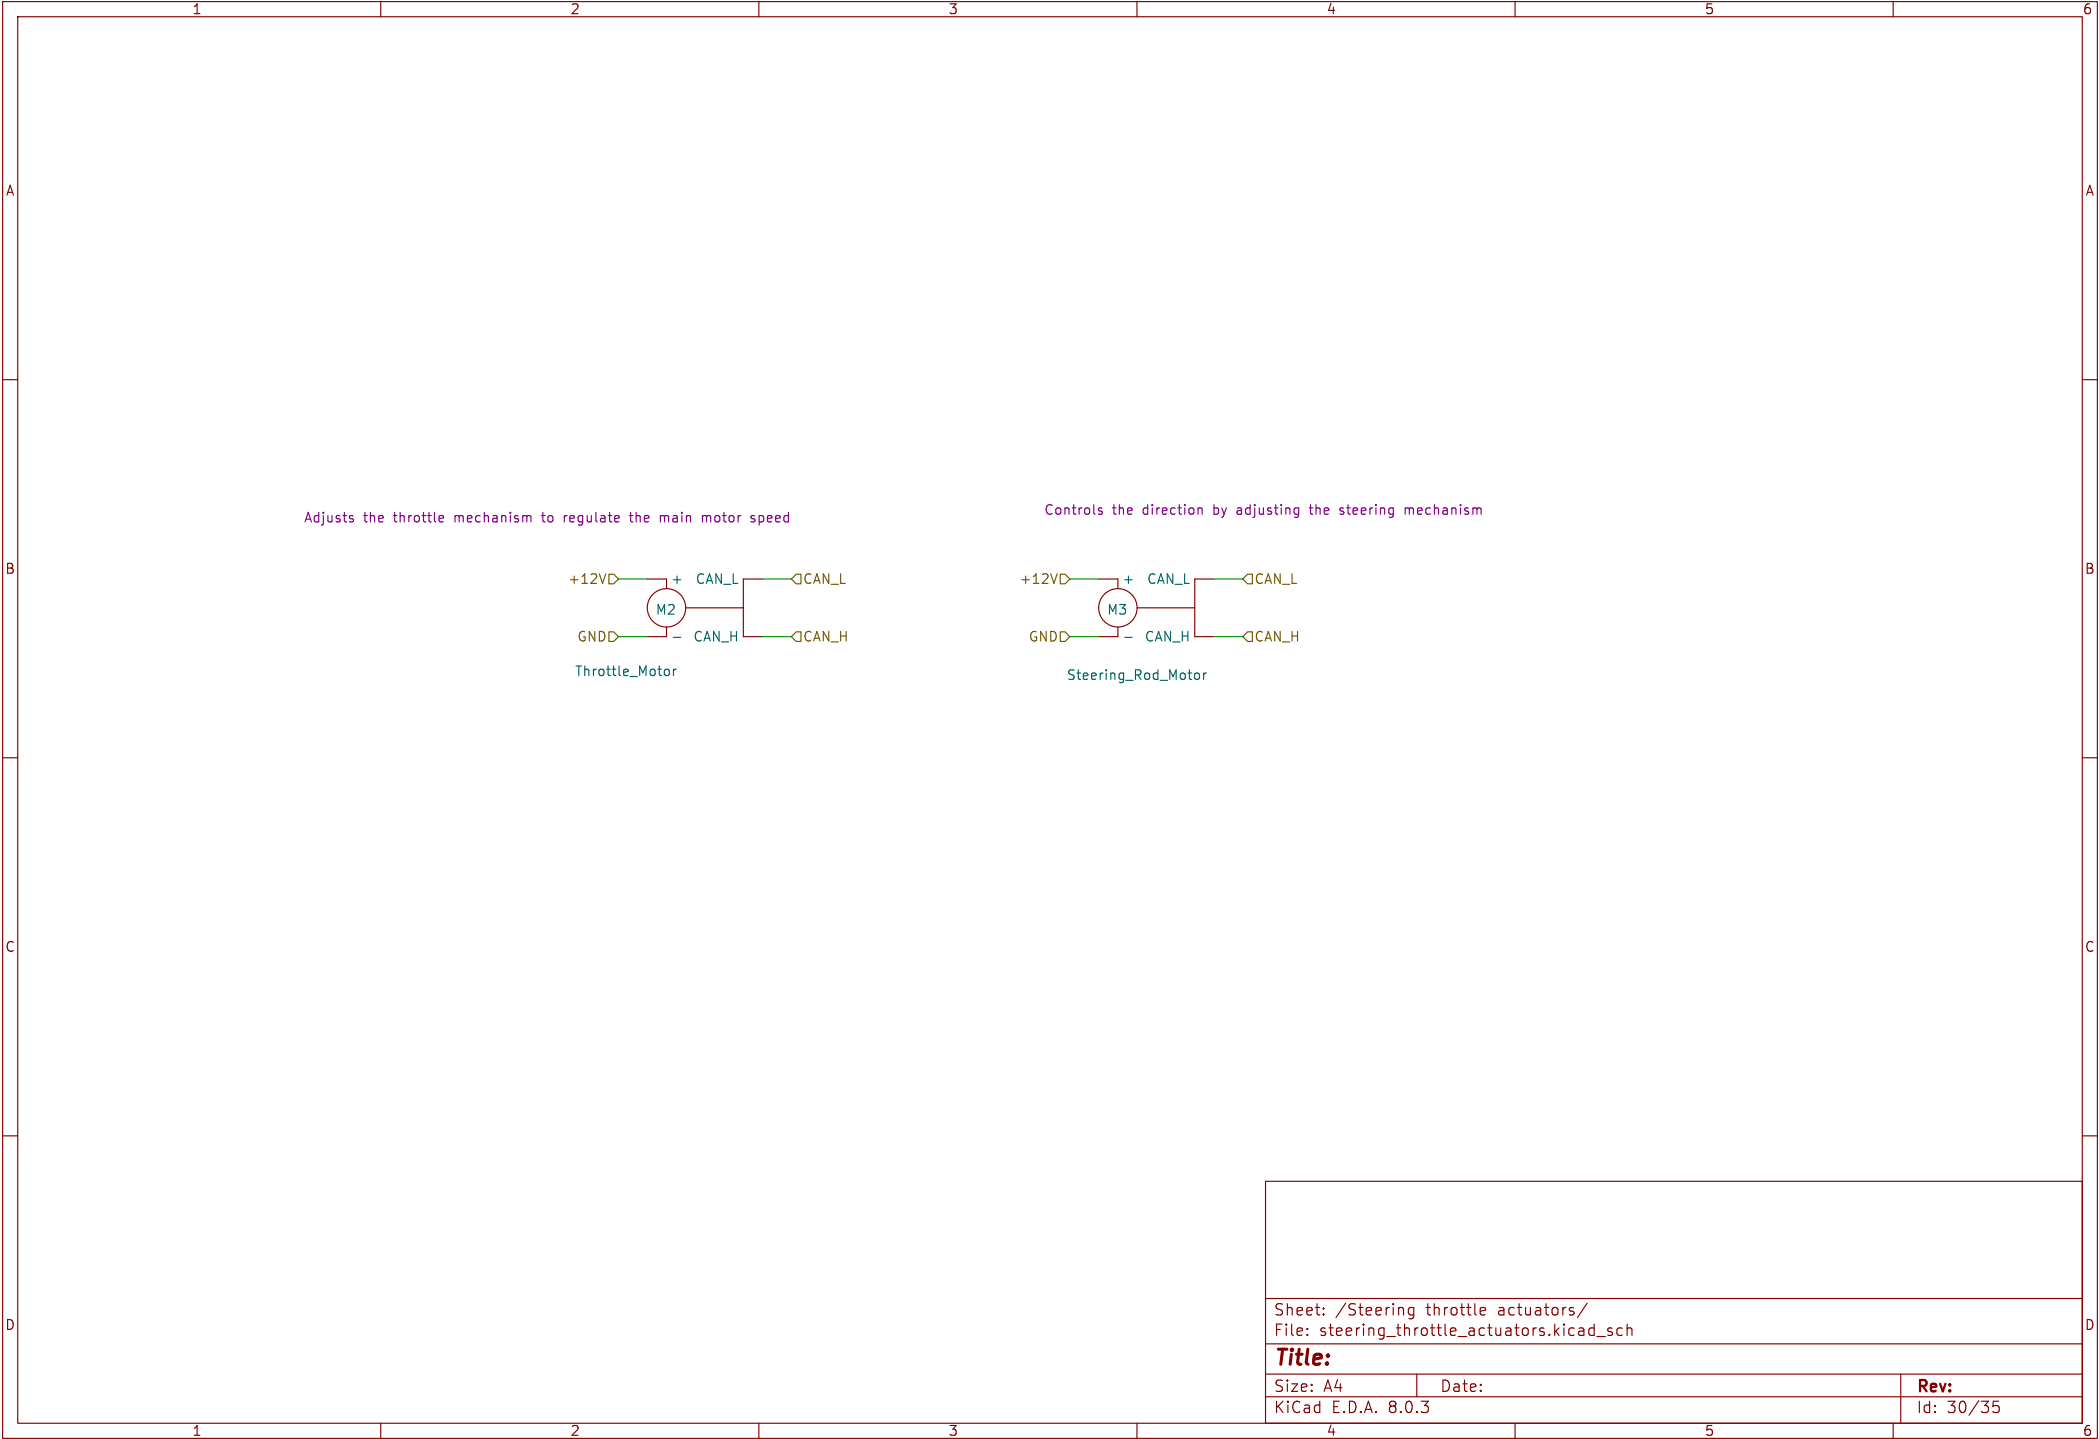 1 2 3 4 5 6
A A
Adjusts the throttle mechanism to regulate the main motor speed
Controls the direction by adjusting the steering mechanism
B B
+12V + CAN_L CAN_L
M2
GND - CAN_H CAN_H
Throttle_Motor
+12V + CAN_L CAN_L
M3
GND - CAN_H CAN_H
Steering_Rod_Motor
C C
D D
Sheet: /Steering throttle actuators/
File: steering_throttle_actuators.kicad_sch
Title:
Size: A4 Date: Rev:
KiCad E.D.A. 8.0.3 Id: 30/35
1 2 3 4 5 6